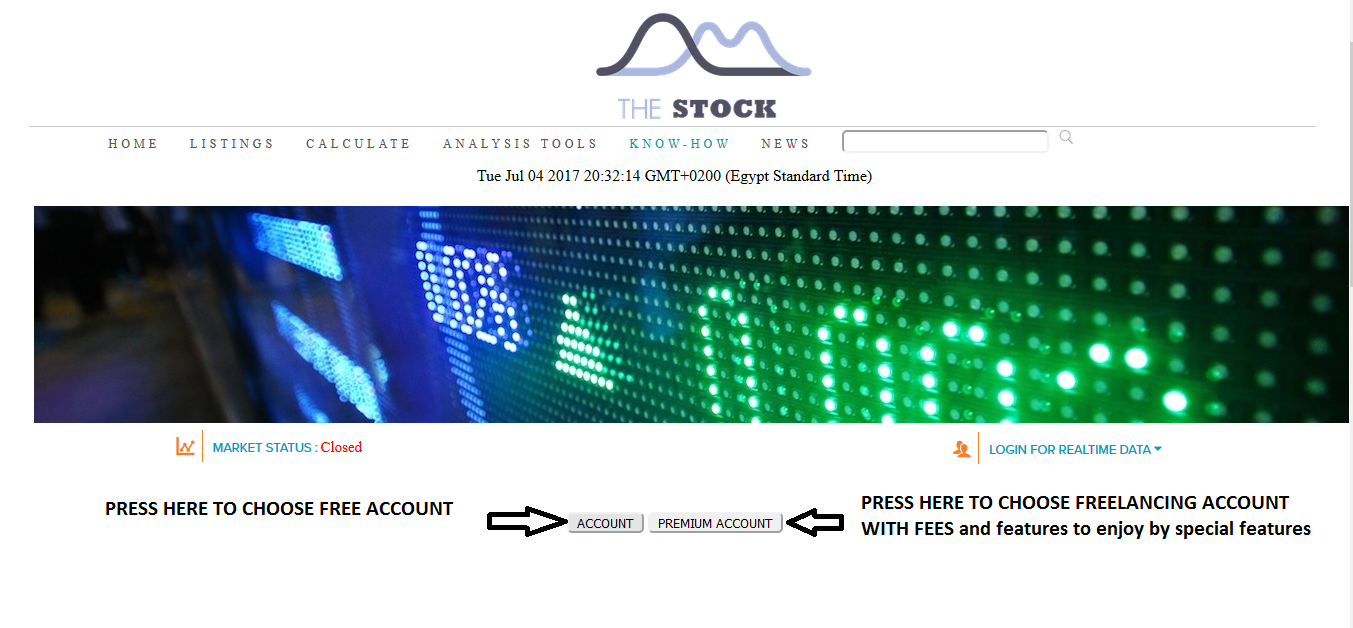 THE STOCK
HOME LISTINGS CALCULATE ANALYSIS TOOLS KNOW-HOW NEWS
Tue Jul 04 2017 20:32:14 GMT+0200 (Egypt Standard Time)
MARKET STATUS : Closed
LOGIN FOR REALTIME DATA
PRESS HERE TO CHOOSE FREE ACCOUNT
ACCOUNT
PREMIUM ACCOUNT
PRESS HERE TO CHOOSE FREELANCING ACCOUNT
WITH FEES and features to enjoy by special features